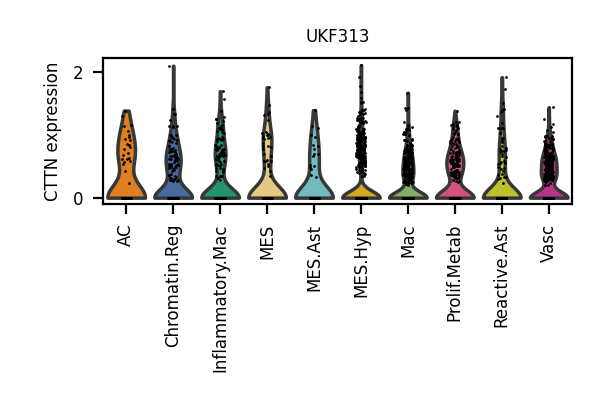 UKF313
CTTN expression
2
0
AC
Chromatin.Reg
Inflammatory.Mac
MES
MES.Ast
MES.Hyp
Mac
Prolif.Metab
Reactive.Ast
Vasc